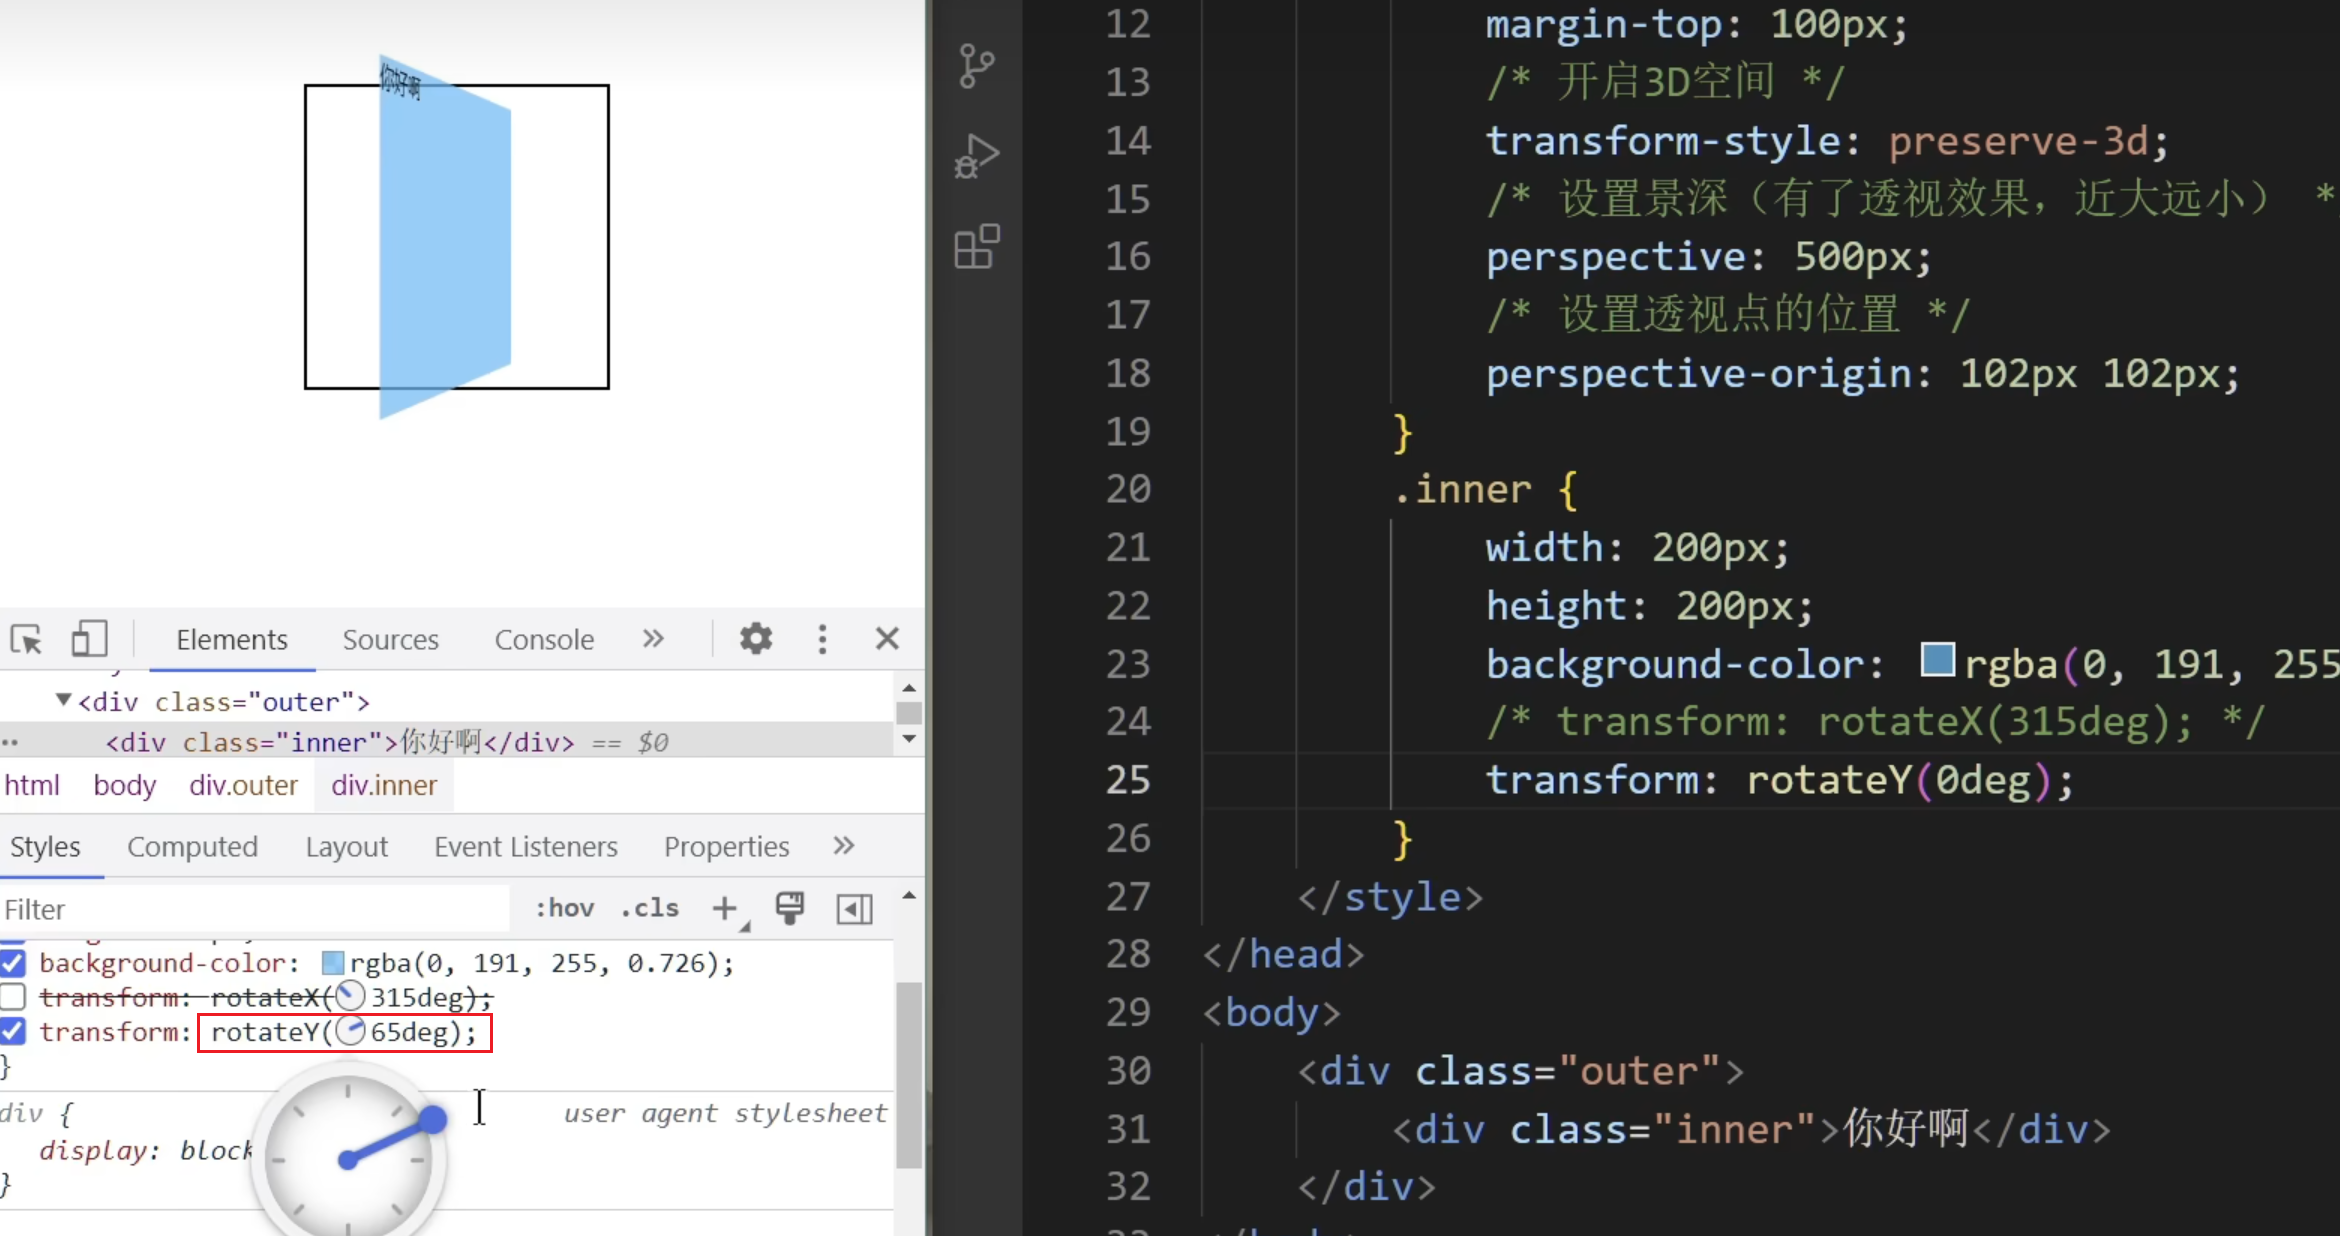 你好啊
Elements
Sources
Console
»
▼<div class="outer">
<div class="inner">你好啊</div> == $0
html
body
div.outer
div.inner
Styles
Computed
Layout
Event Listeners
Properties
»
Filter
:hov
.cls
+
background-color: rgba(0, 191, 255, 0.726);
transform: rotateX(315deg);
transform: rotateY(65deg);
}
div {
user agent stylesheet
display: block
}
12 margin-top: 100px;
13 /* 开启3D空间 */
14 transform-style: preserve-3d;
15 /* 设置景深（有了透视效果，近大远小） *
16 perspective: 500px;
17 /* 设置透视点的位置 */
18 perspective-origin: 102px 102px;
19 }
20 .inner {
21 width: 200px;
22 height: 200px;
23 background-color: rgba(0, 191, 255
24 /* transform: rotateX(315deg); */
25 transform: rotateY(0deg);
26 }
27 </style>
28 </head>
29 <body>
30 <div class="outer">
31 <div class="inner">你好啊</div>
32 </div>